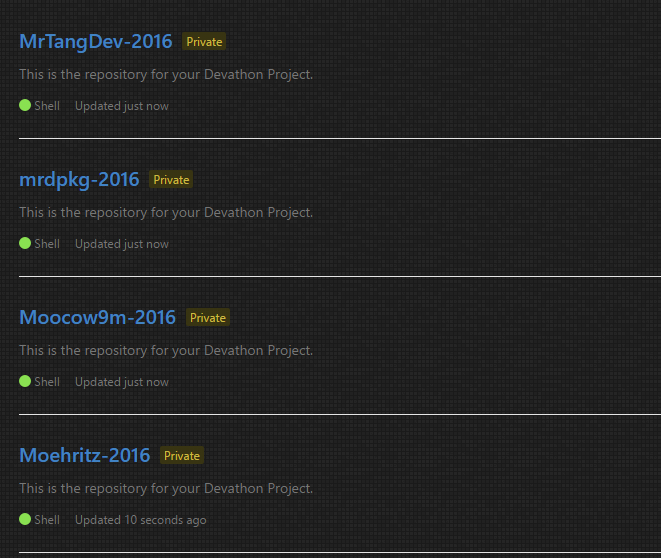 MrTangDev-2016 Private
This is the repository for your Devathon Project.
Shell Updated just now
mrdpkg-2016 Private
This is the repository for your Devathon Project.
Shell Updated just now
Moocow9m-2016 Private
This is the repository for your Devathon Project.
Shell Updated just now
Moehritz-2016 Private
This is the repository for your Devathon Project.
Shell Updated 10 seconds ago